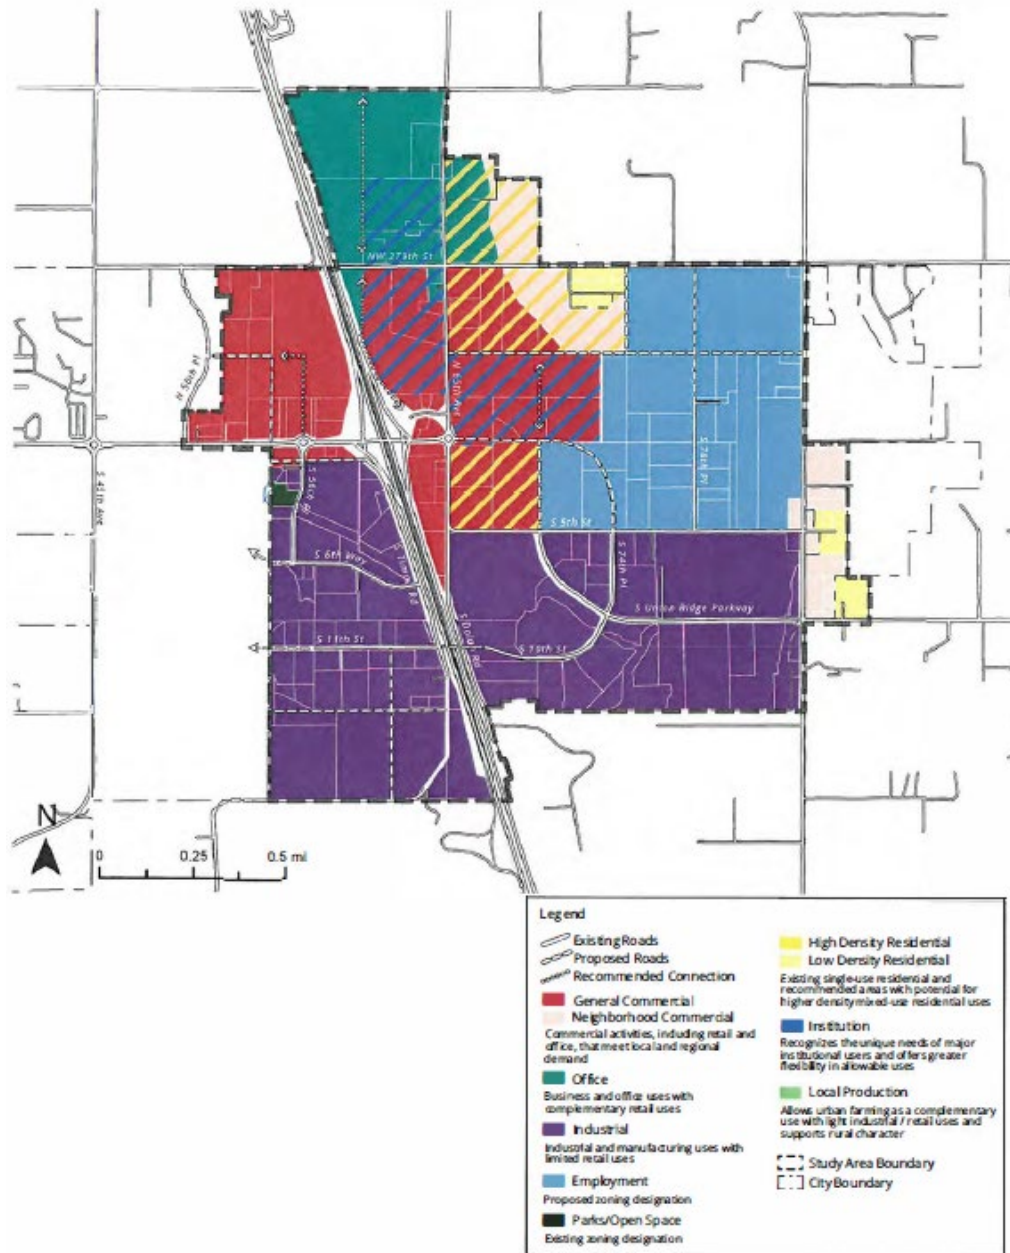 NW 279th St
N 56th Pl
N 65th Ave
S 45th Ave
S 56th Pl
S 74th Pl
S 5th St
S 6th Way
S 74th Pl
S Union Ridge Parkway
S Dolan Rd
S 11th St
S 10th St
N
0 0.25 0.5 mi
Legend
Existing Roads
Proposed Roads
Recommended Connection
General Commercial
Neighborhood Commercial
Commercial activities, including retail and
office, that meet local and regional
demand
Office
Business and office uses with
complementary retail uses
Industrial
Industrial and manufacturing uses with
limited retail uses
Employment
Proposed zoning designation
Parks/Open Space
Existing zoning designation
High Density Residential
Low Density Residential
Existing single-use residential and
recommended areas with potential for
higher density mixed-use residential uses
Institution
Recognizes the unique needs of major
institutional users and offers greater
flexibility in allowable uses
Local Production
Allows urban farming as a complementary
use with light industrial / retail uses and
supports rural character
Study Area Boundary
City Boundary